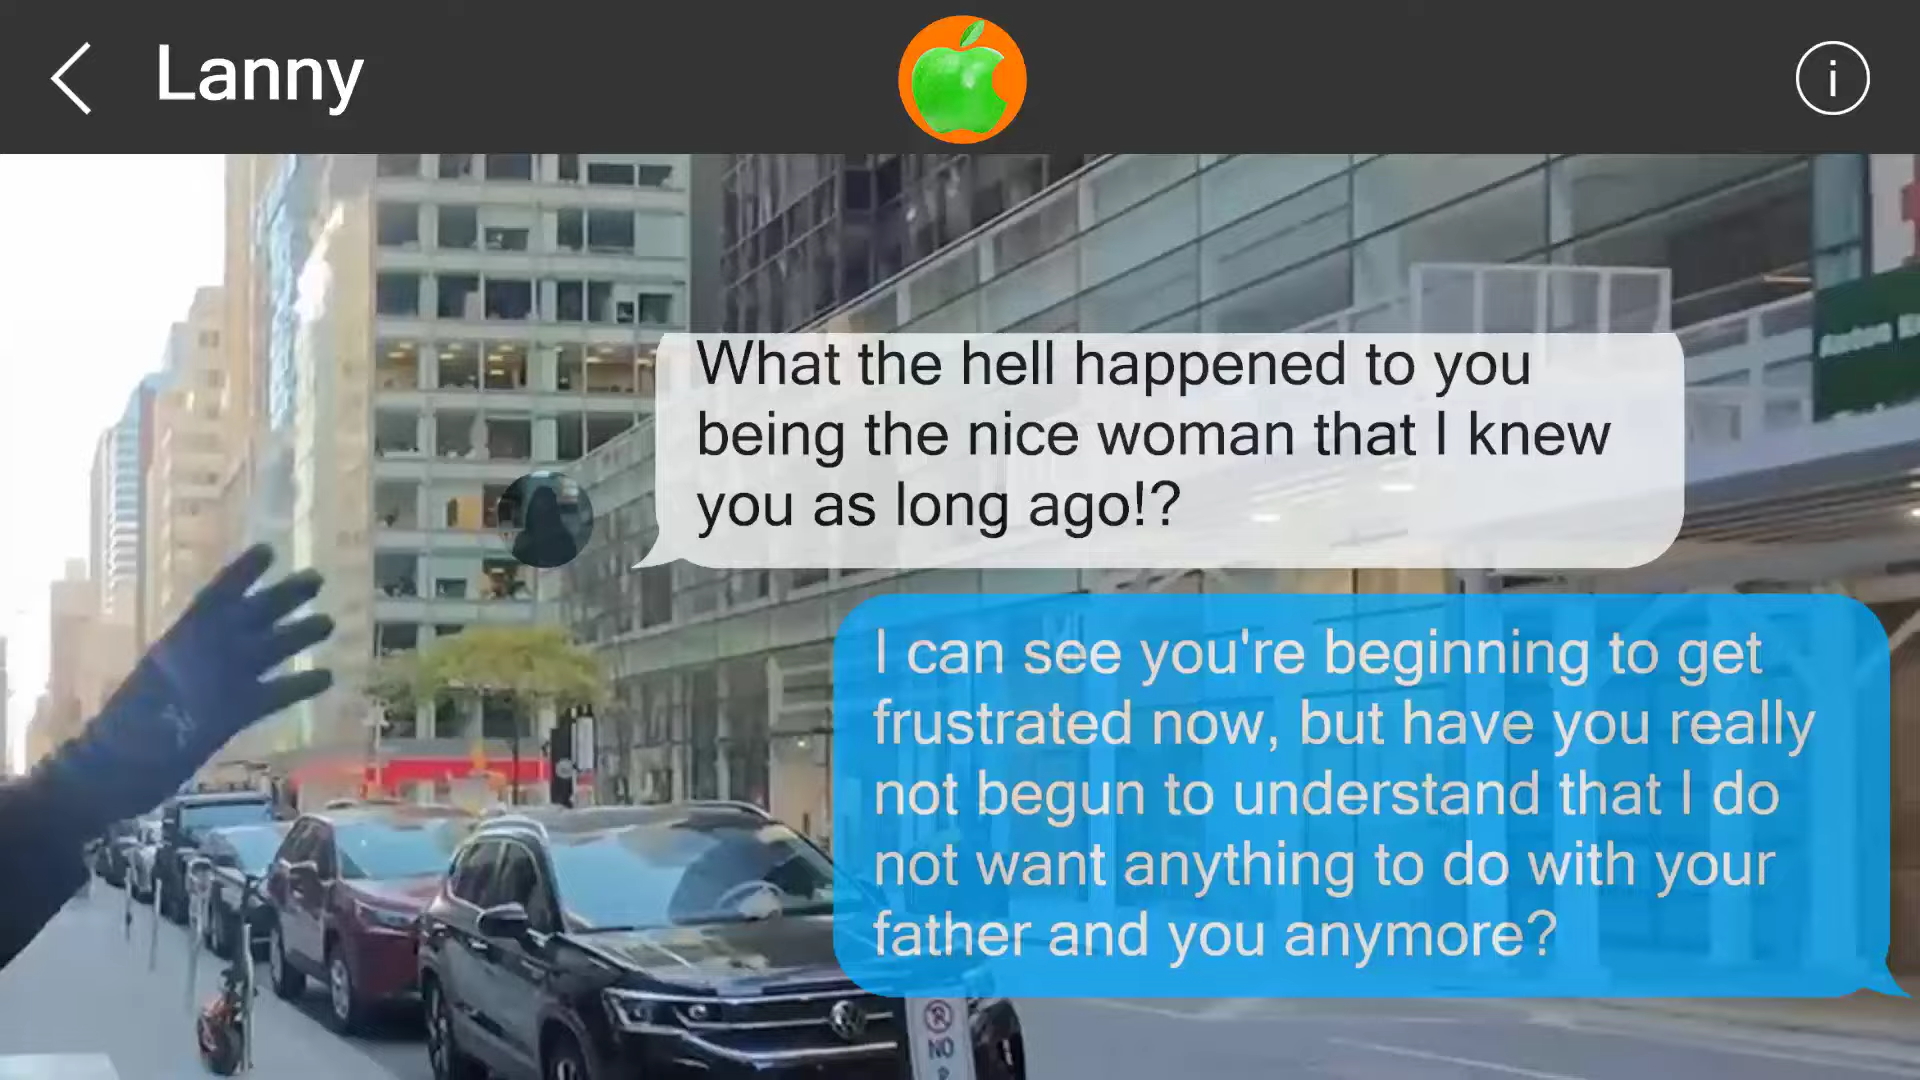 Lanny
i
What the hell happened to you
being the nice woman that I knew
you as long ago!?
I can see you're beginning to get
frustrated now, but have you really
not begun to understand that I do
not want anything to do with your
father and you anymore?
NO